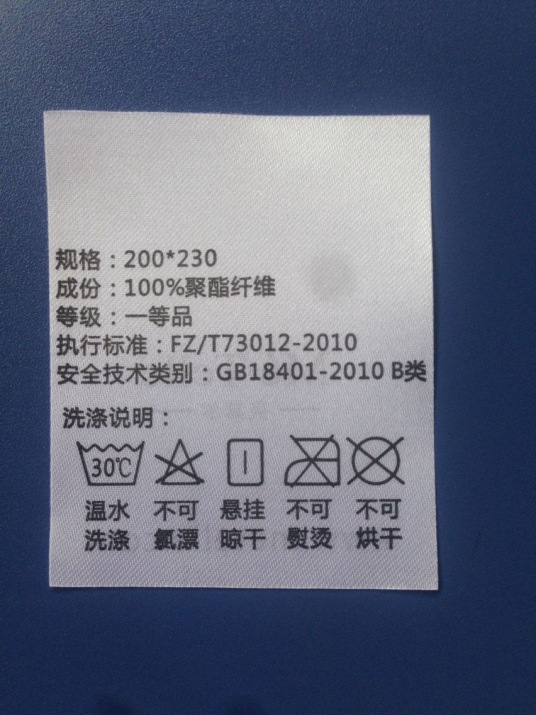 规格：200*230
成份：100%聚酯纤维
等级：一等品
执行标准：FZ/T73012-2010
安全技术类别：GB18401-2010 B类
洗涤说明：
30℃
温水 不可 悬挂 不可 不可
洗涤 氯漂 晾干 熨烫 烘干